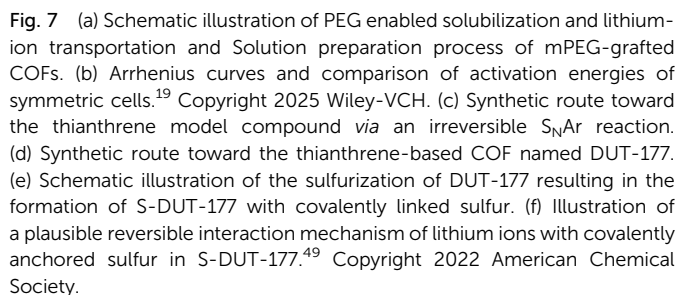 Fig. 7 (a) Schematic illustration of PEG enabled solubilization and lithium-
ion transportation and Solution preparation process of mPEG-grafted
COFs. (b) Arrhenius curves and comparison of activation energies of
symmetric cells.19 Copyright 2025 Wiley-VCH. (c) Synthetic route toward
the thianthrene model compound via an irreversible SNAr reaction.
(d) Synthetic route toward the thianthrene-based COF named DUT-177.
(e) Schematic illustration of the sulfurization of DUT-177 resulting in the
formation of S-DUT-177 with covalently linked sulfur. (f) Illustration of
a plausible reversible interaction mechanism of lithium ions with covalently
anchored sulfur in S-DUT-177.49 Copyright 2022 American Chemical
Society.